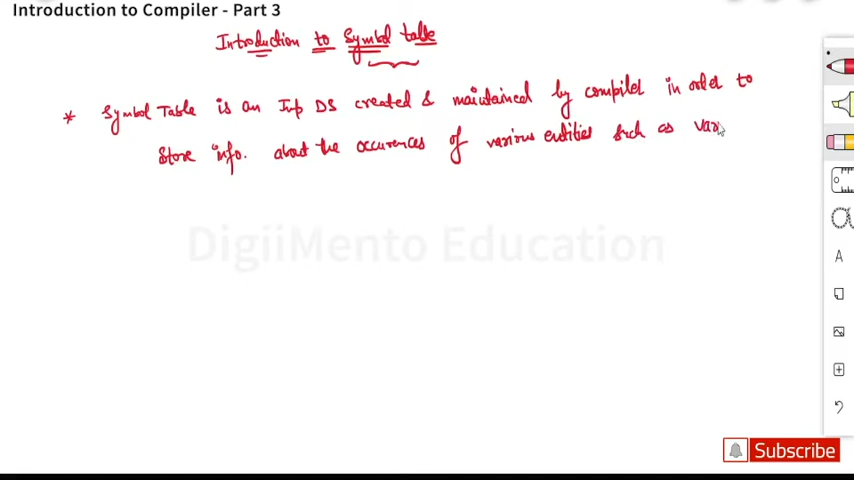 Introduction to Compiler - Part 3
Introduction to Symbol table
* Symbol Table is an Imp DS created & maintained by compiler in order to
store info. about the occurences of various entities such as var
DigiiMento Education
A
Subscribe